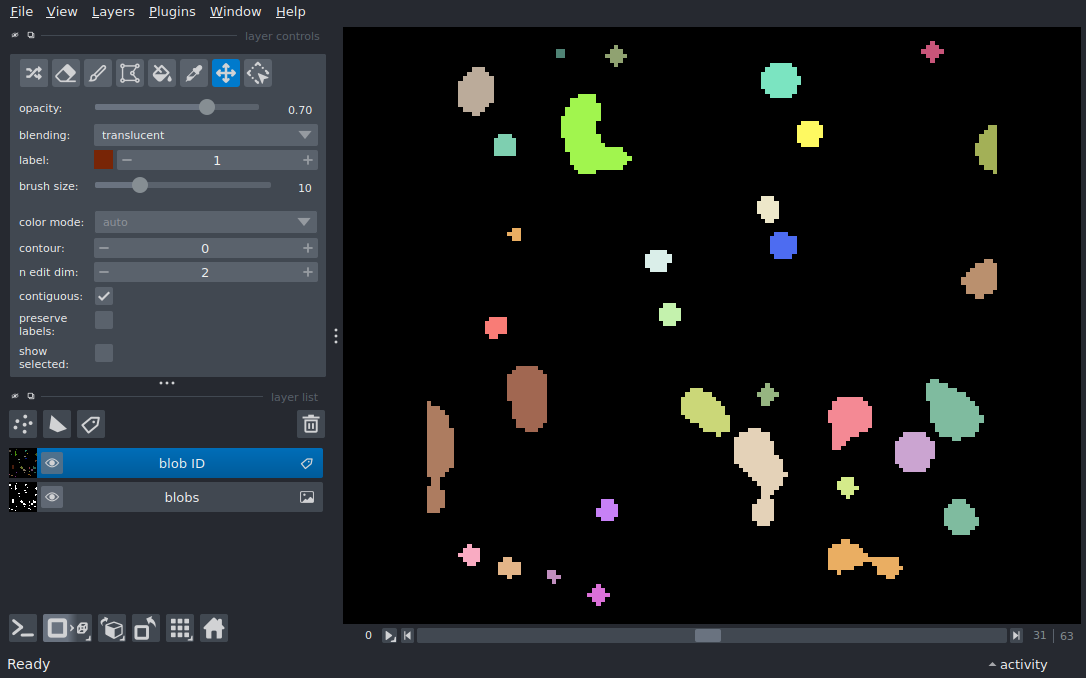 File View Layers Plugins Window Help
layer controls
opacity: 0.70
blending: translucent
label: 1
brush size: 10
color mode: auto
contour: 0
n edit dim: 2
contiguous:
preserve
labels:
show
selected:
layer list
blob ID
blobs
0 31 63
Ready activity